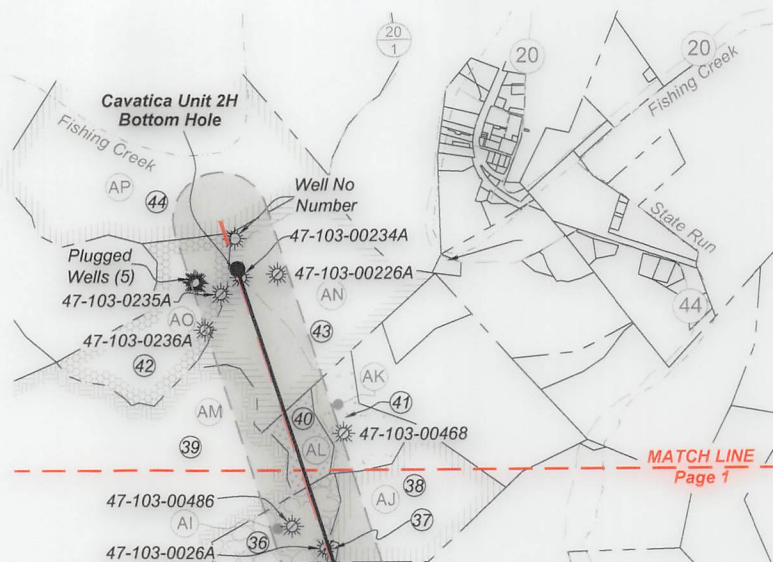 20
1
20
20
Fishing Creek
Cavatica Unit 2H
Bottom Hole
Fishing Creek
AP
44
Well No
Number
State Run
47-103-00234A
Plugged
Wells (5)
47-103-00226A
47-103-0235A
AN
AO
43
44
47-103-0236A
42
AK
41
AM
40
47-103-00468
39
AL
MATCH LINE
Page 1
38
AJ
47-103-00486
AI
37
36
47-103-0026A